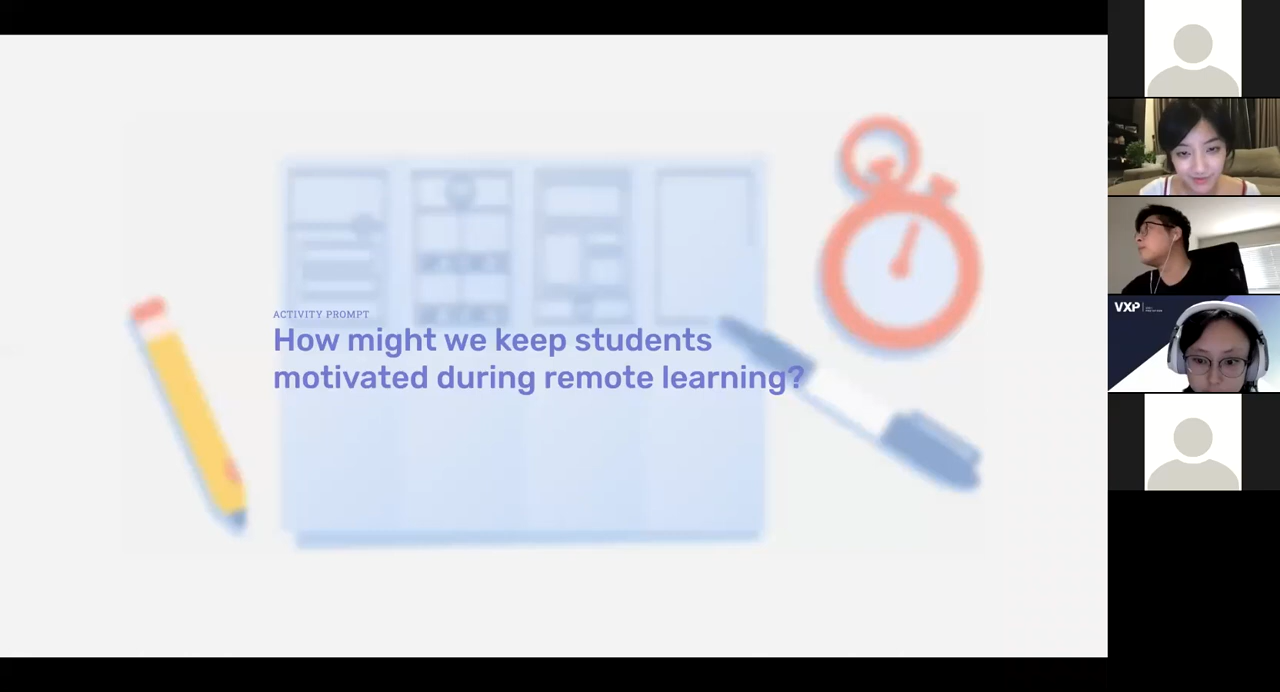 ACTIVITY PROMPT
How might we keep students
motivated during remote learning?
VXP